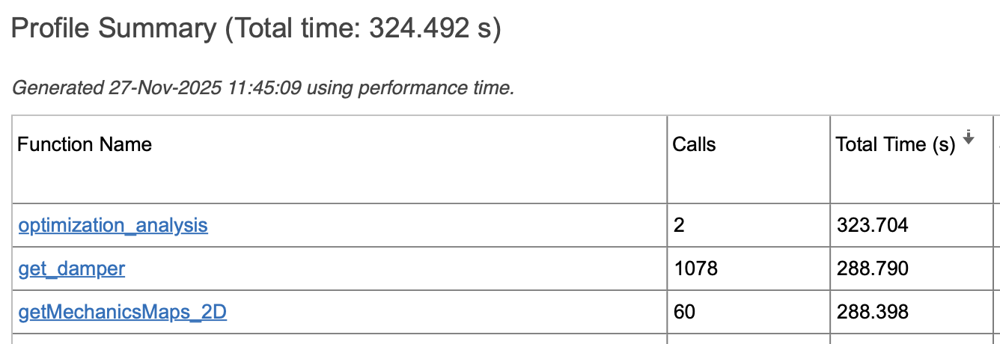 Profile Summary (Total time: 324.492 s)
Generated 27-Nov-2025 11:45:09 using performance time.
Function Name Calls Total Time (s)
optimization_analysis 2 323.704
get_damper 1078 288.790
getMechanicsMaps_2D 60 288.398